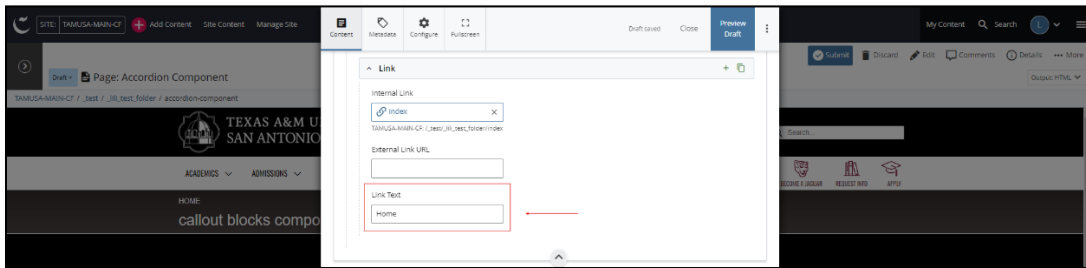 SITE: TAMUSA-MAIN-CF Add Content Site Content Manage Site
Content Metadata Configure Fullscreen
Draft saved Close Preview Draft
My Content Search L
Submit Discard Edit Comments Details More
Draft Page: Accordion Component
Output: HTML
TAMUSA-MAIN-CF / _test / _jill_test_folder / accordion-component
Link
Internal Link
index
TAMUSA-MAIN-CF: /_test/_jill_test_folder/index
External Link URL
Link Text
Home
TEXAS A&M U
SAN ANTONIO
Search...
ACADEMICS ADMISSIONS
BECOME A JAGUAR REQUEST INFO APPLY
HOME
callout blocks compo